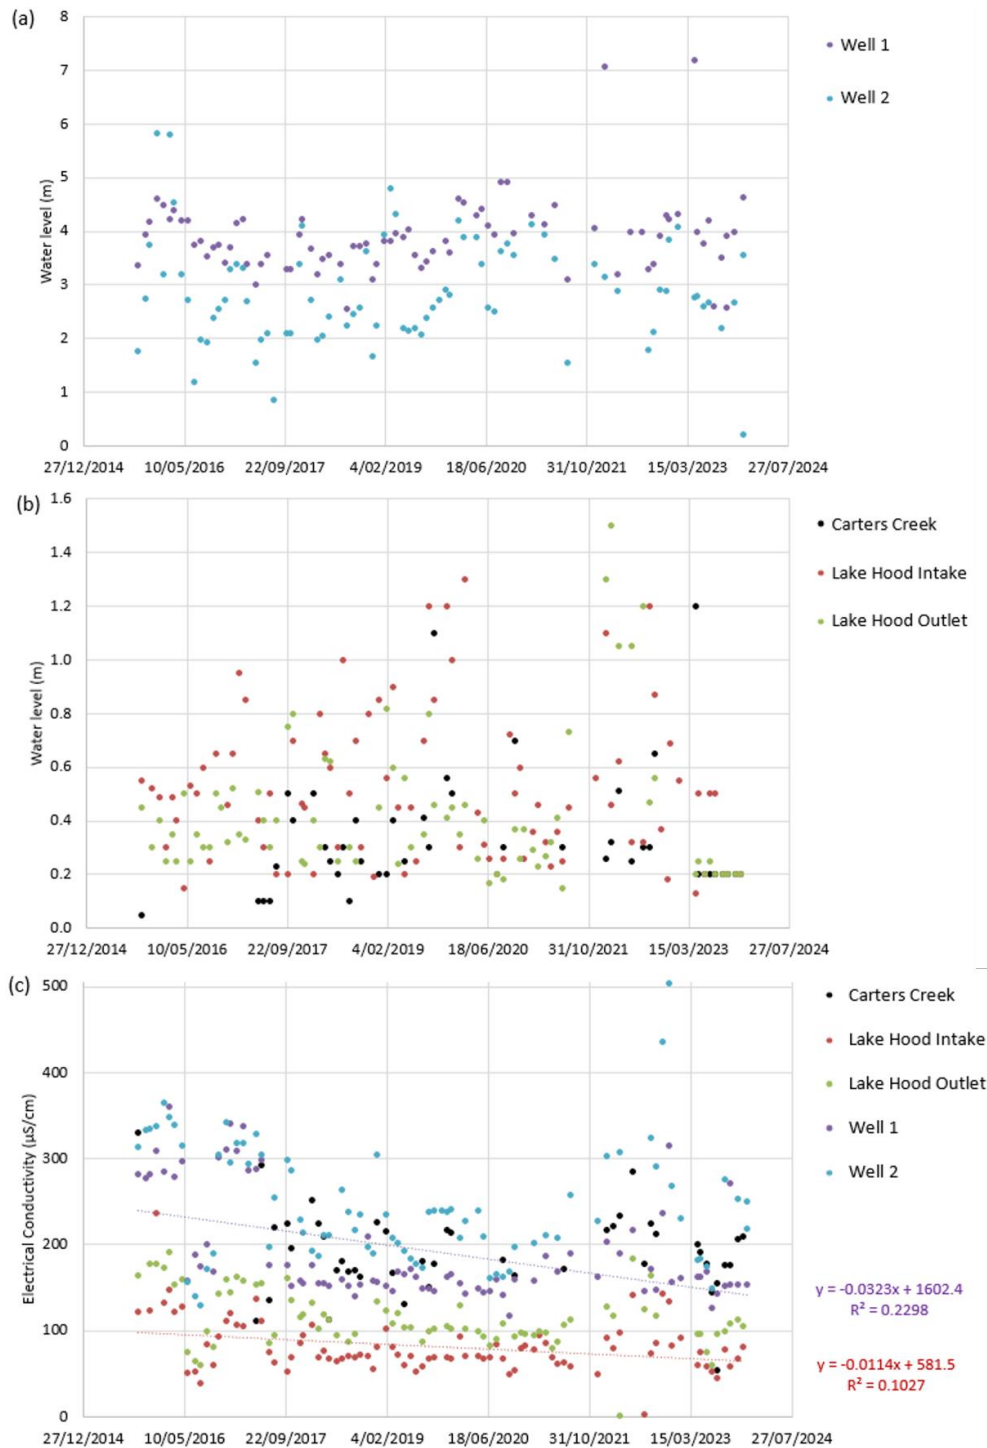 (a)
8
7
6
5
4
3
2
1
0
Water level (m)
27/12/2014 10/05/2016 22/09/2017 4/02/2019 18/06/2020 31/10/2021 15/03/2023 27/07/2024
Well 1
Well 2
(b)
1.6
1.4
1.2
1.0
0.8
0.6
0.4
0.2
0.0
Water level (m)
27/12/2014 10/05/2016 22/09/2017 4/02/2019 18/06/2020 31/10/2021 15/03/2023 27/07/2024
Carters Creek
Lake Hood Intake
Lake Hood Outlet
(c)
500
400
300
200
100
0
Electrical Conductivity (µS/cm)
27/12/2014 10/05/2016 22/09/2017 4/02/2019 18/06/2020 31/10/2021 15/03/2023 27/07/2024
Carters Creek
Lake Hood Intake
Lake Hood Outlet
Well 1
Well 2
y = -0.0323x + 1602.4
R² = 0.2298
y = -0.0114x + 581.5
R² = 0.1027